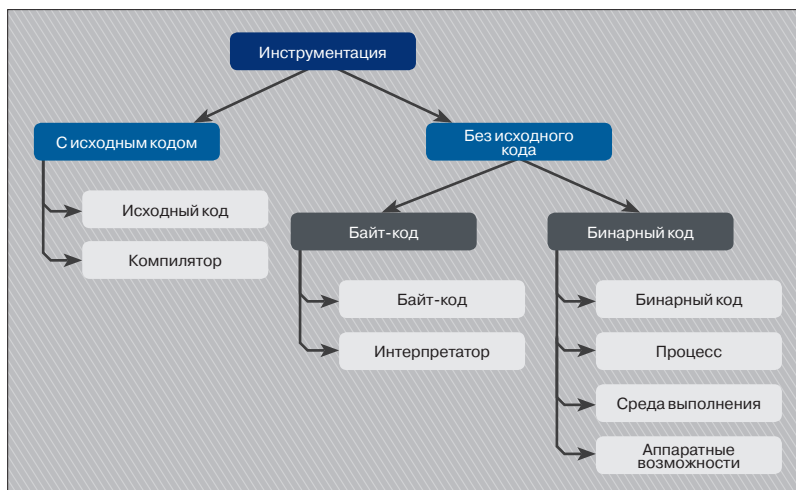 Инструментация
С исходным кодом
Без исходного
кода
Исходный код
Компилятор
Байт-код
Бинарный код
Байт-код
Интерпретатор
Бинарный код
Процесс
Среда выполнения
Аппаратные
возможности